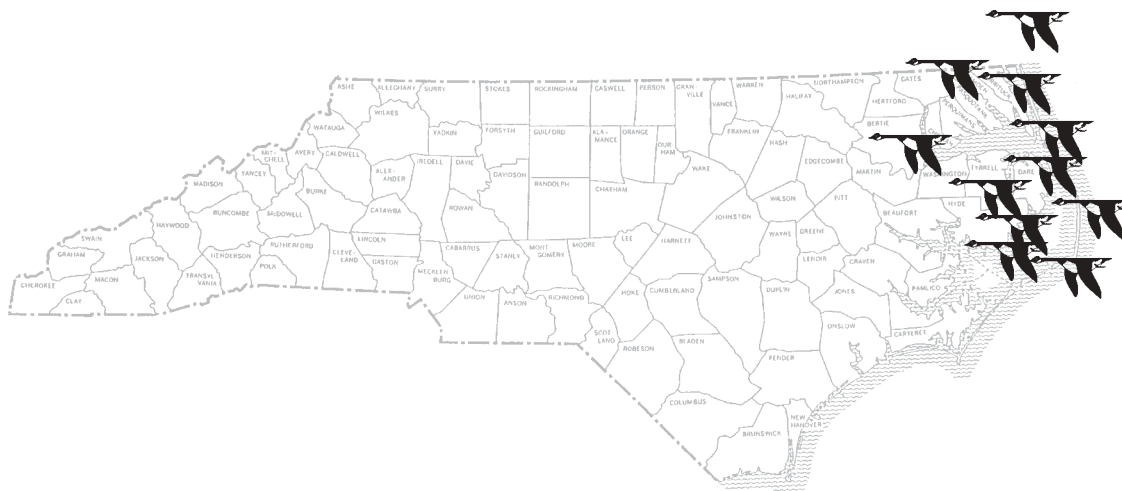 ASHE
ALLEGHANY
SURRY
STOKES
ROCKINGHAM
CASWELL
PERSON
GRAN-
VILLE
VANCE
WARREN
HALIFAX
NORTHAMPTON
GATES
HERTFORD
BERTIE
WATAUGA
WILKES
YADKIN
FORSYTH
GUILFORD
ALA-
MANCE
ORANGE
DUR
HAM
FRANKLIN
NASH
EDGECOMBE
MARTIN
WASHINGTON
TYRRELL
DARE
MIT-
CHELL
AVERY
CALDWELL
ALEX-
ANDER
IREDELL
DAVIE
DAVIDSON
RANDOLPH
CHATHAM
WAKE
WILSON
PITT
BEAUFORT
HYDE
MADISON
YANCEY
BURKE
McDOWELL
BUNCOMBE
CATAWBA
ROWAN
JOHNSTON
WAYNE
GREENE
HAYWOOD
SWAIN
GRAHAM
JACKSON
HENDERSON
RUTHERFORD
POLK
CLEVE-
LAND
LINCOLN
GASTON
CABARRUS
STANLY
MONT
GOMERY
MOORE
LEE
HARNETT
LENOIR
CRAVEN
PAMLICO
CHEROKEE
MACON
CLAY
TRANSYL
VANIA
MECKLEN
BURG
UNION
ANSON
RICHMOND
HOKE
CUMBERLAND
SAMPSON
DUPLIN
JONES
ONSLOW
CARTERET
SCOT
LAND
ROBESON
BLADEN
PENDER
COLUMBUS
BRUNSWICK
NEW
HANOVER